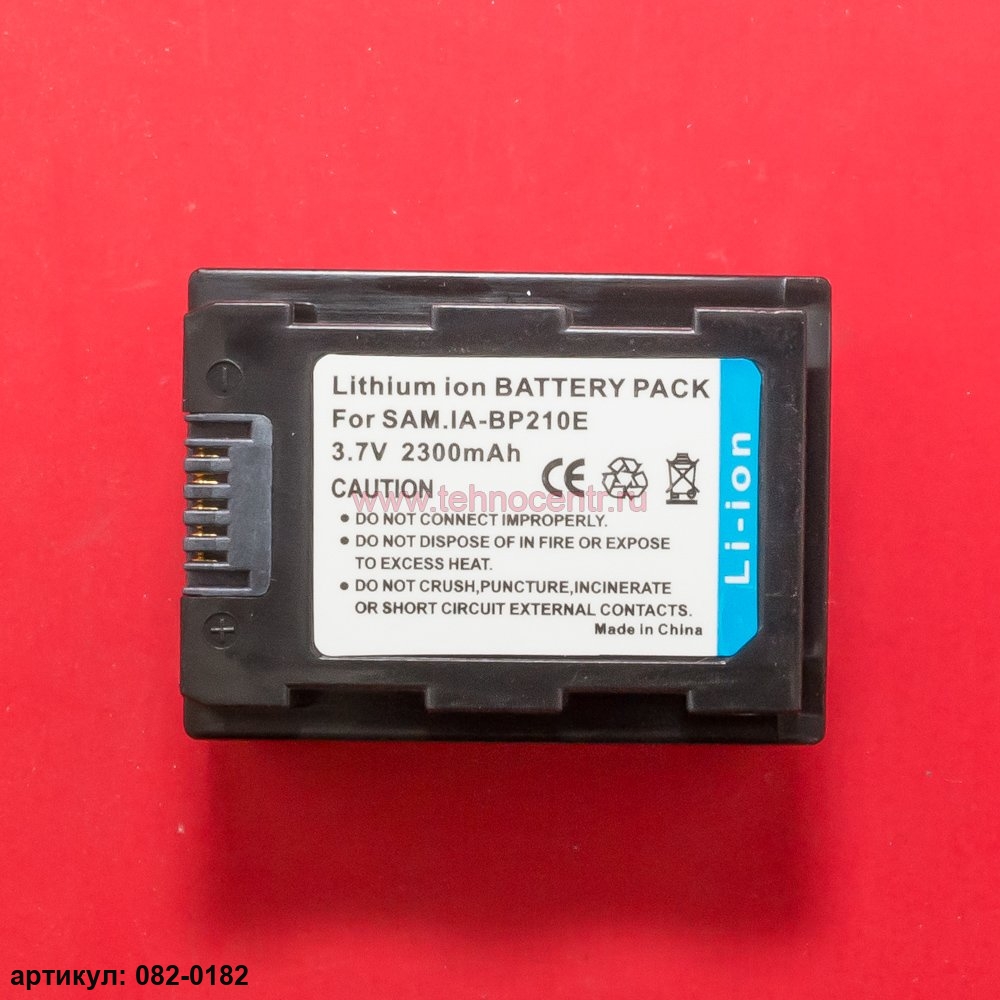 Lithium ion BATTERY PACK
For SAM.IA-BP210E
3.7V 2300mAh
CE
CAUTION
www.tehnocentr.ru
• DO NOT CONNECT IMPROPERLY.
• DO NOT DISPOSE OF IN FIRE OR EXPOSE
TO EXCESS HEAT.
• DO NOT CRUSH,PUNCTURE,INCINERATE
OR SHORT CIRCUIT EXTERNAL CONTACTS.
Made in China
Li-ion
артикул: 082-0182